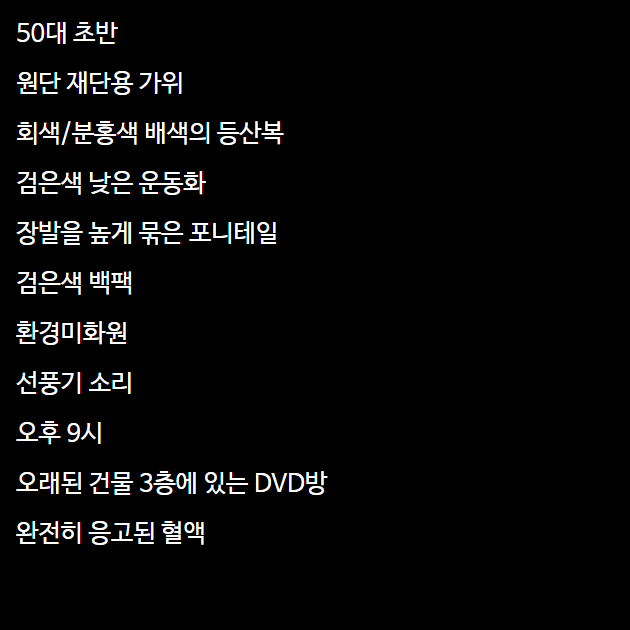 50대 초반
원단 재단용 가위
회색/분홍색 배색의 등산복
검은색 낮은 운동화
장발을 높게 묶은 포니테일
검은색 백팩
환경미화원
선풍기 소리
오후 9시
오래된 건물 3층에 있는 DVD방
완전히 응고된 혈액